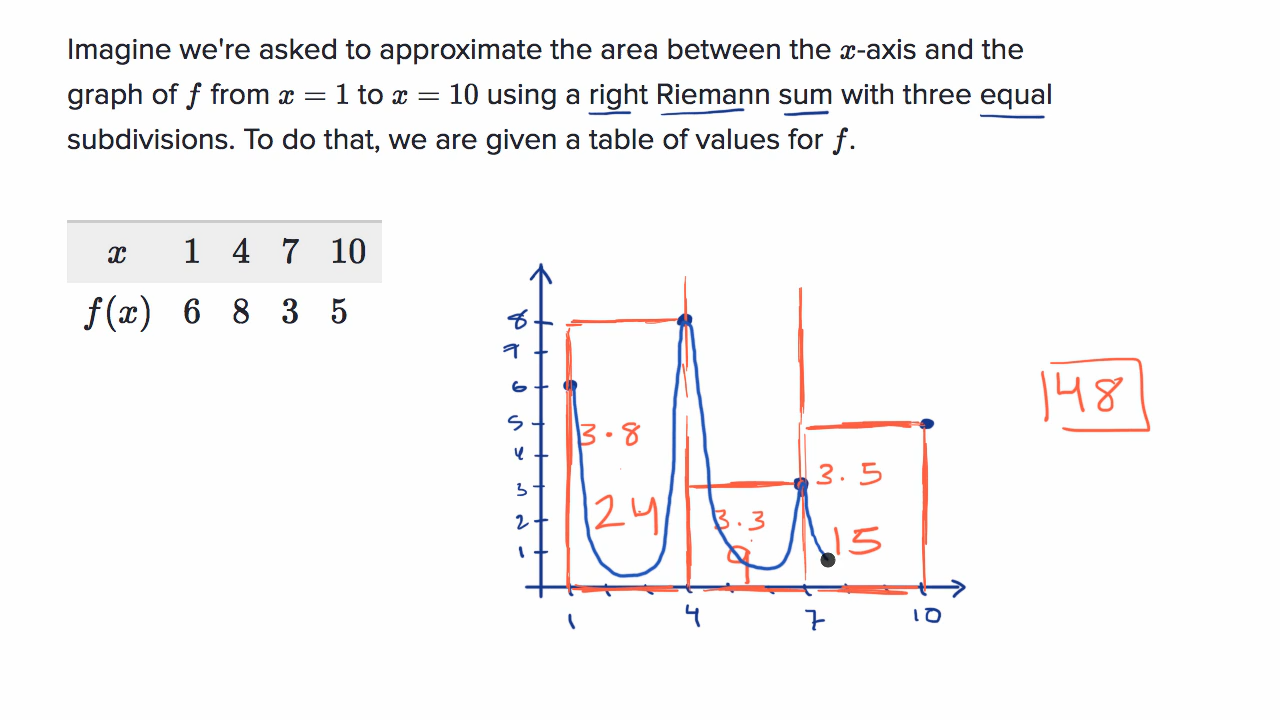 Imagine we're asked to approximate the area between the x-axis and the
graph of f from x = 1 to x = 10 using a right Riemann sum with three equal
subdivisions. To do that, we are given a table of values for f.
x 1 4 7 10
f(x) 6 8 3 5
8
7
6
5
4
3
2
1
3·8
24
3·3
9
3·5
15
48
1 4 7 10